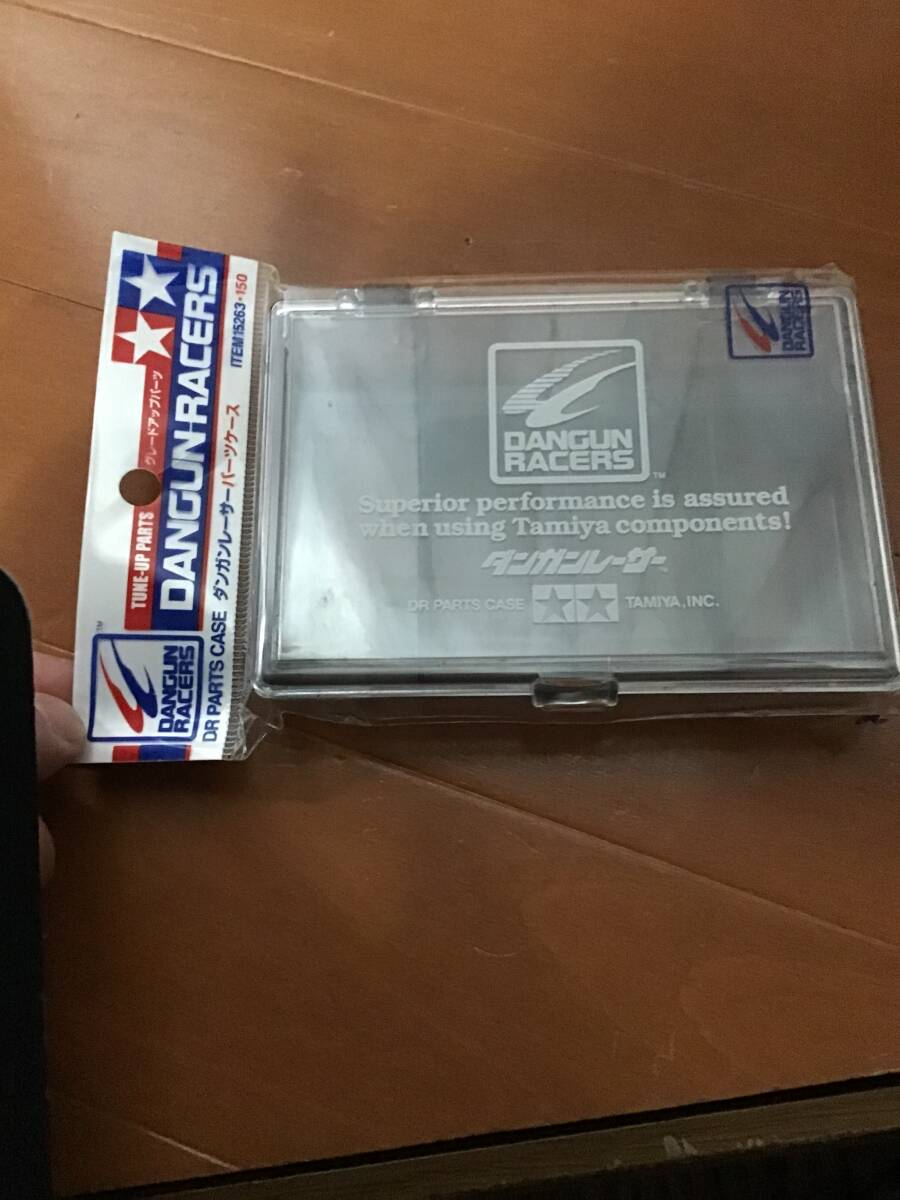 TUNE-UP PARTS グレードアップパーツ
DANGUN-RACERS
DR PARTS CASE ダンガンレーサーパーツケース
ITEM 15263・150
DANGUN
RACERS
TM
DANGUN
RACERS
TM
Superior performance is assured
when using Tamiya components!
ダンガンレーサー
DR PARTS CASE
TAMIYA, INC.
DANGUN
RACERS